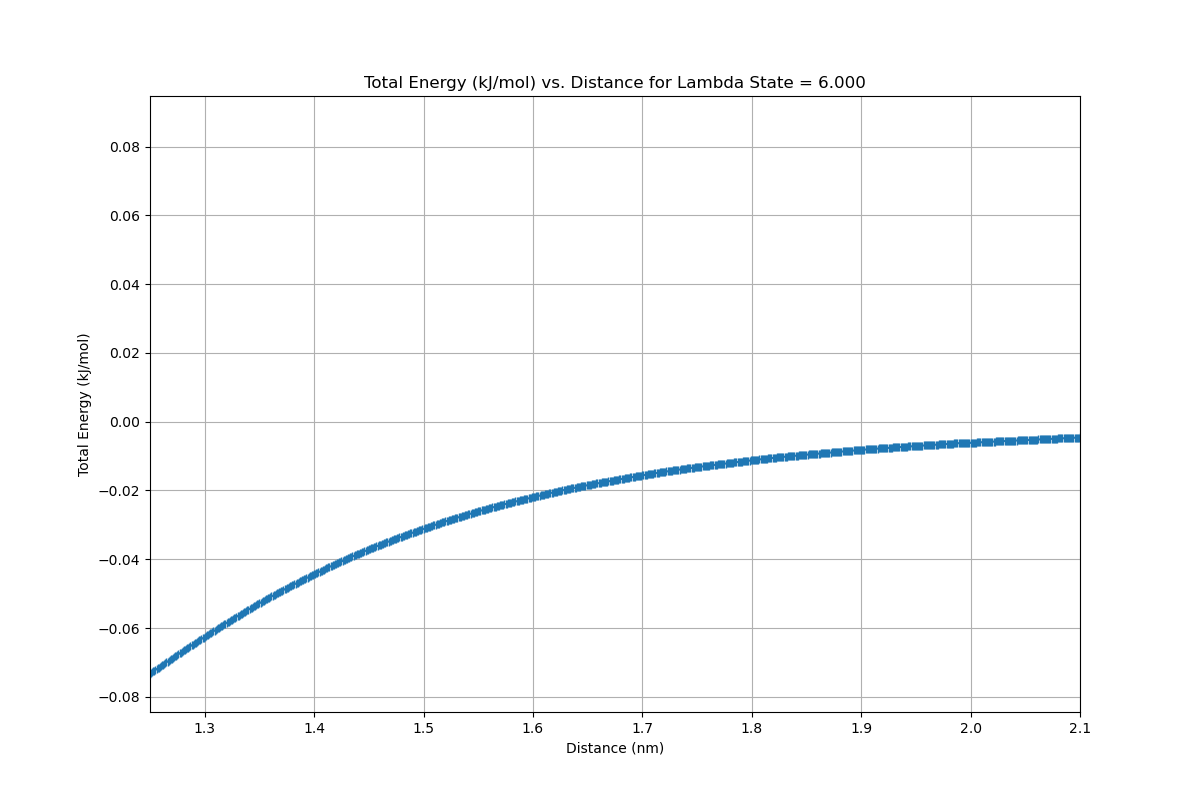 Total Energy (kJ/mol) vs. Distance for Lambda State = 6.000
Total Energy (kJ/mol)
0.08
0.06
0.04
0.02
0.00
−0.02
−0.04
−0.06
−0.08
1.3 1.4 1.5 1.6 1.7 1.8 1.9 2.0 2.1
Distance (nm)